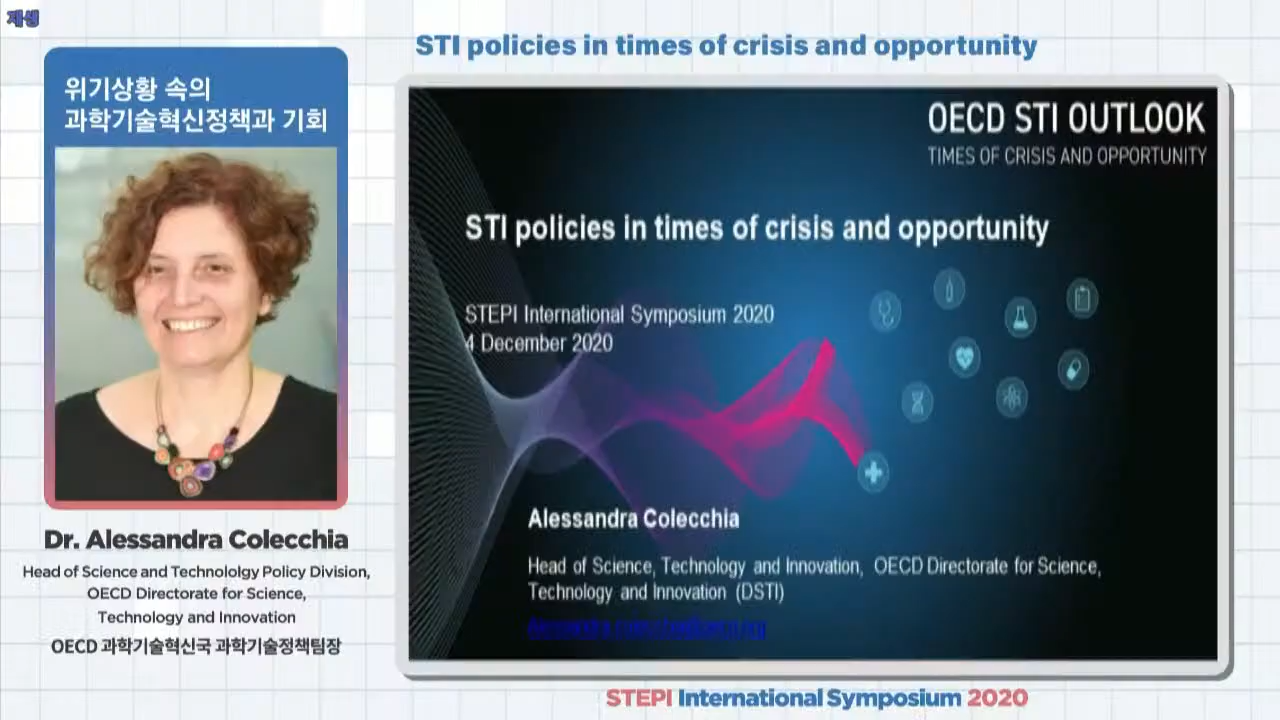 재생
STI policies in times of crisis and opportunity
위기상황 속의
과학기술혁신정책과 기회
Dr. Alessandra Colecchia
Head of Science and Technololgy Policy Division,
OECD Directorate for Science,
Technology and Innovation
OECD 과학기술혁신국 과학기술정책팀장
OECD STI OUTLOOK
TIMES OF CRISIS AND OPPORTUNITY
STI policies in times of crisis and opportunity
STEPI International Symposium 2020
4 December 2020
Alessandra Colecchia
Head of Science, Technology and Innovation, OECD Directorate for Science,
Technology and Innovation (DSTI)
STEPI International Symposium 2020